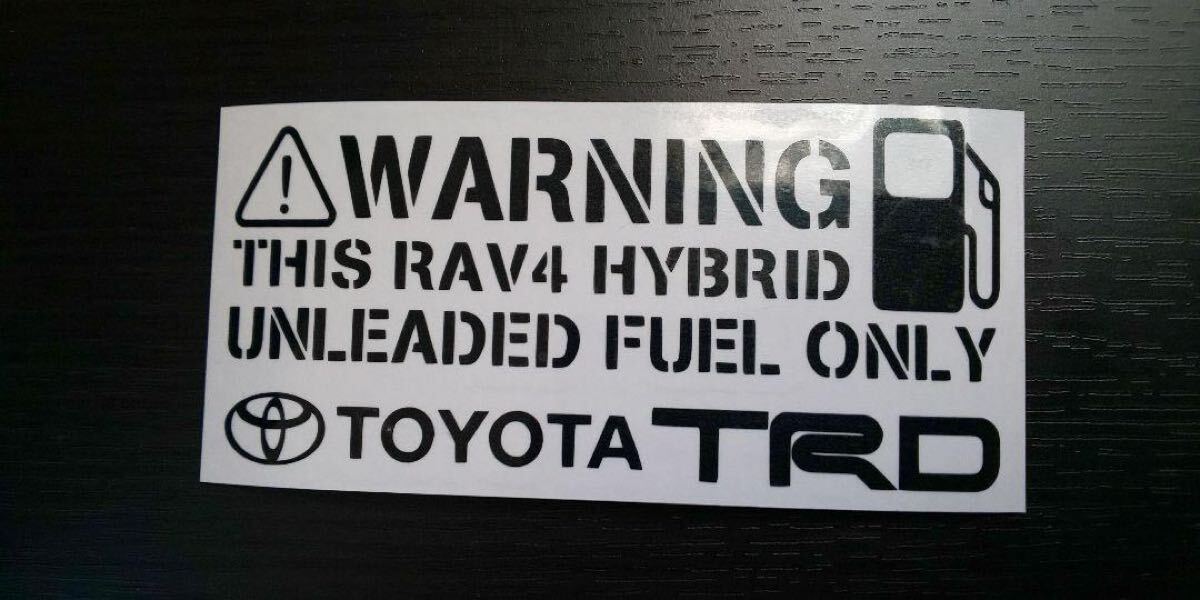 WARNING
THIS RAV4 HYBRID
UNLEADED FUEL ONLY
TOYOTA TRD